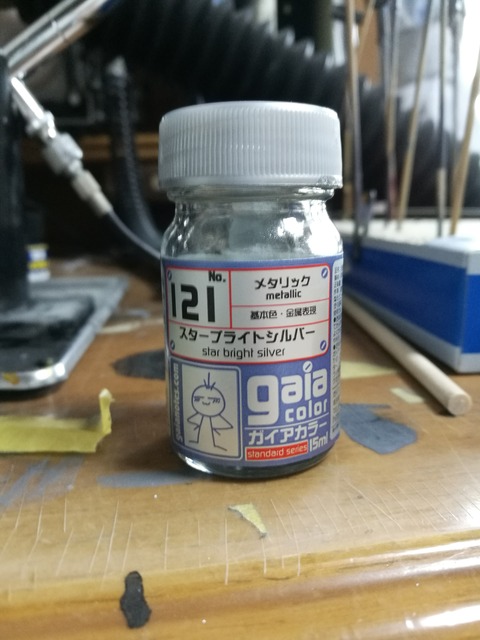 No.
121
メタリック
metallic
基本色・金属表現
スターブライトシルバー
star bright silver
gaianotes.com
gaia
color
ガイアカラー
standard series 15ml